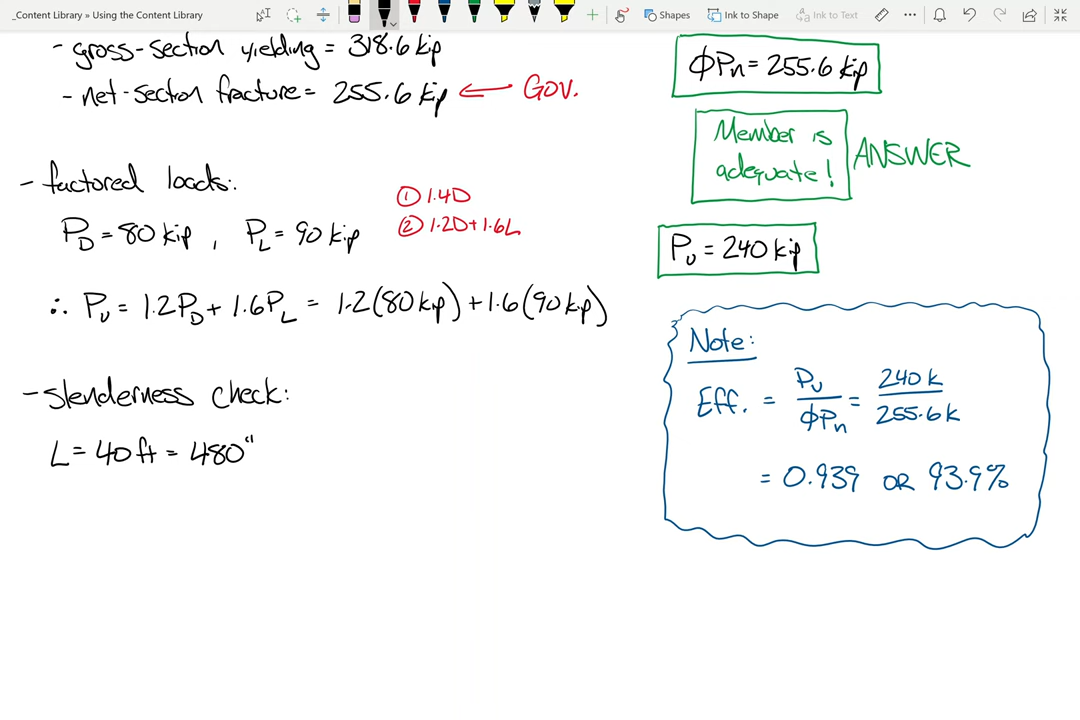 _Content Library » Using the Content Library
Shapes
Ink to Shape
Ink to Text
- gross-section yielding = 318.6 kip
- net-section fracture = 255.6 kip ← GOV.
- factored loads:
P_D = 80 kip , P_L = 90 kip
① 1.4D
② 1.2D + 1.6L
∴ P_u = 1.2P_D + 1.6P_L = 1.2(80 kip) + 1.6(90 kip)
- slenderness check:
L = 40 ft = 480"
ϕPn = 255.6 kip
Member is
adequate! ANSWER
P_u = 240 kip
Note:
Eff. = P_u / ϕPn = 240 k / 255.6 k
= 0.939 OR 93.9%